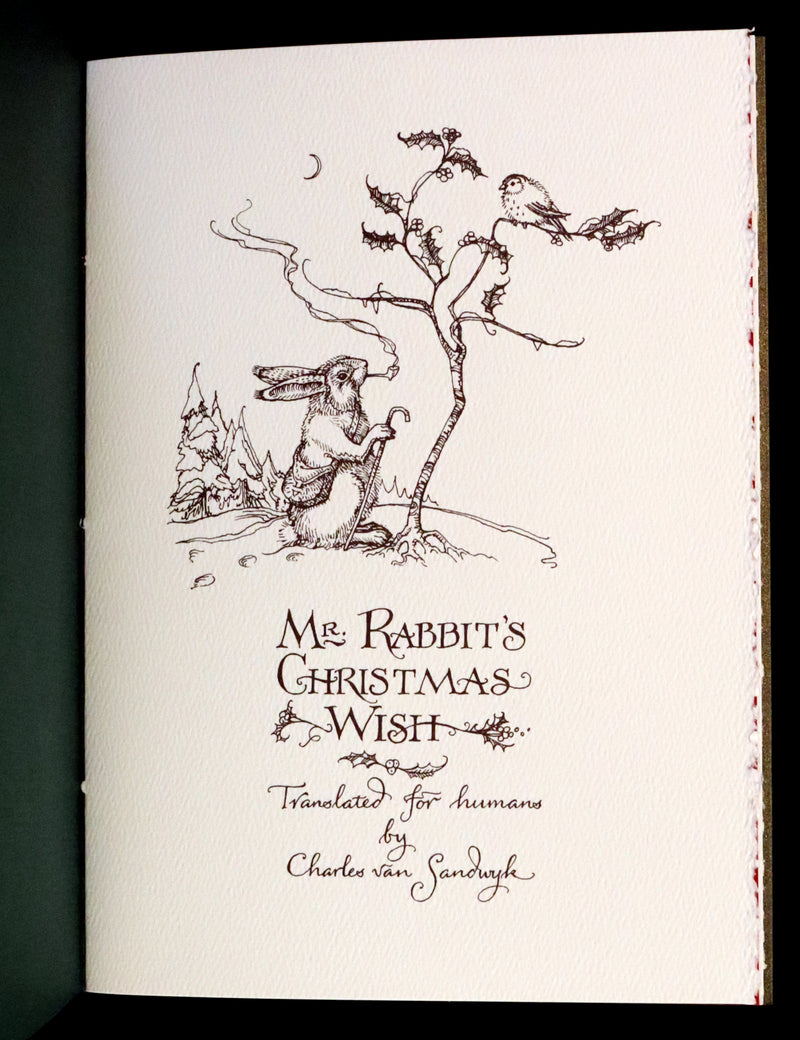 Mr. Rabbit's
Christmas
Wish
Translated for humans
by
Charles van Sandwyk